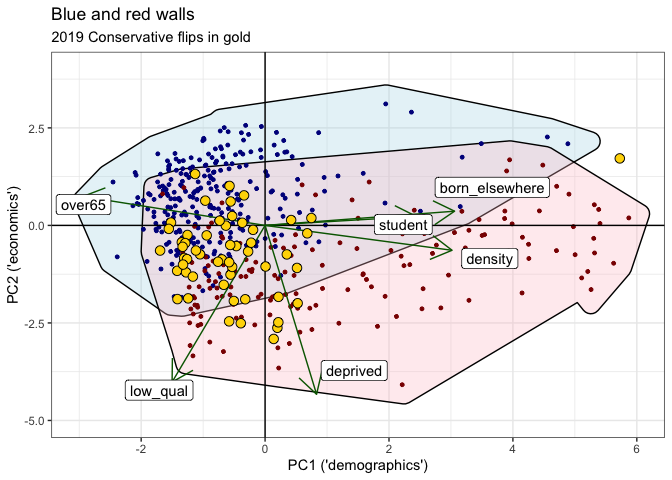 Blue and red walls
2019 Conservative flips in gold
PC2 ('economics')
2.5
0.0
-2.5
-5.0
born_elsewhere
over65
student
density
deprived
low_qual
-2
0
2
4
6
PC1 ('demographics')